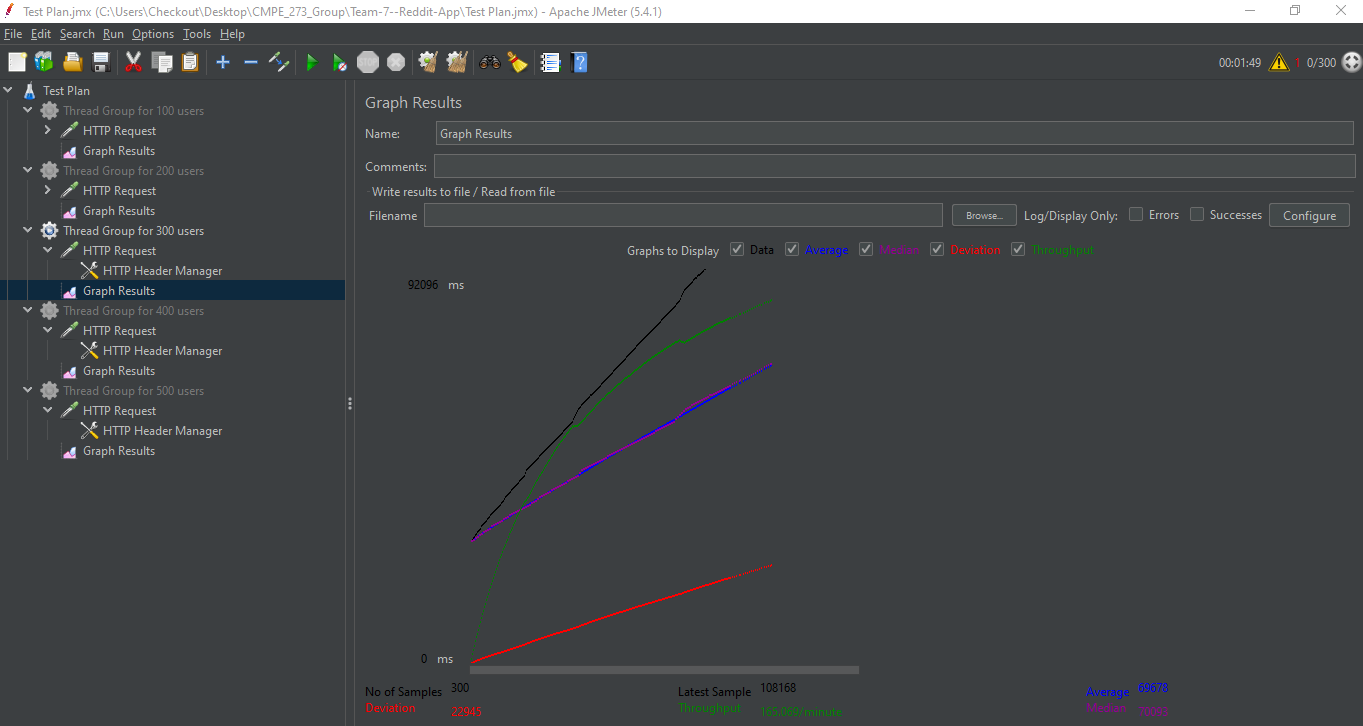 Test Plan.jmx (C:\Users\Checkout\Desktop\CMPE_273_Group\Team-7--Reddit-App\Test Plan.jmx) - Apache JMeter (5.4.1)
File Edit Search Run Options Tools Help
STOP
00:01:49 1 0/300
Test Plan
Thread Group for 100 users
HTTP Request
Graph Results
Thread Group for 200 users
HTTP Request
Graph Results
Thread Group for 300 users
HTTP Request
HTTP Header Manager
Graph Results
Thread Group for 400 users
HTTP Request
HTTP Header Manager
Graph Results
Thread Group for 500 users
HTTP Request
HTTP Header Manager
Graph Results
Graph Results
Name: Graph Results
Comments:
Write results to file / Read from file
Filename Browse... Log/Display Only: Errors Successes Configure
Graphs to Display Data Average Median Deviation Throughput
92096 ms
0 ms
No of Samples 300 Latest Sample 108168 Average 69678
Deviation 22945 Throughput 165.069/minute Median